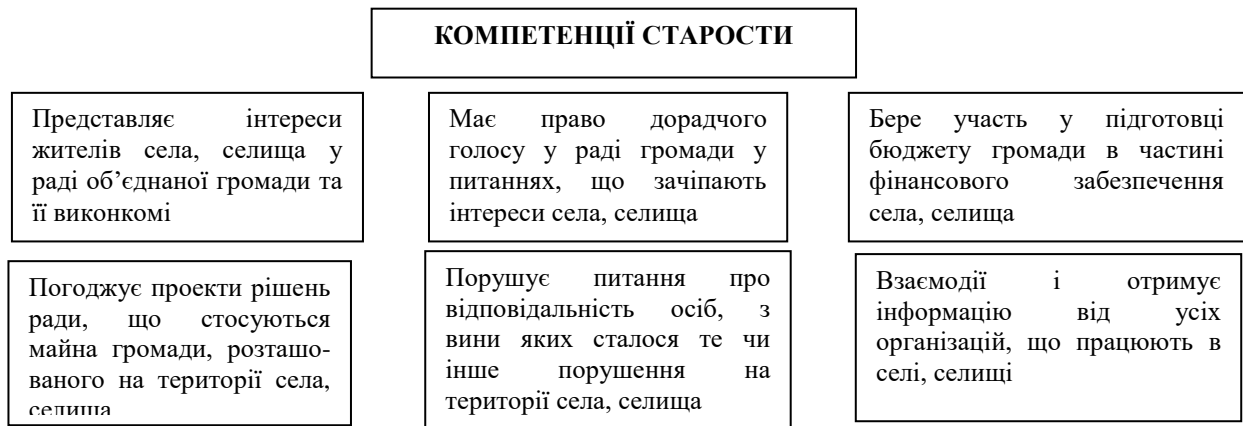 КОМПЕТЕНЦІЇ СТАРОСТИ
Представляє інтереси
жителів села, селища у
раді об’єднаної громади та
її виконкомі
Має право дорадчого
голосу у раді громади у
питаннях, що зачіпають
інтереси села, селища
Бере участь у підготовці
бюджету громади в частині
фінансового забезпечення
села, селища
Погоджує проекти рішень
ради, що стосуються
майна громади, розташо-
ваного на території села,
селища
Порушує питання про
відповідальність осіб, з
вини яких сталося те чи
інше порушення на
території села, селища
Взаємодії і отримує
інформацію від усіх
організацій, що працюють в
селі, селищі